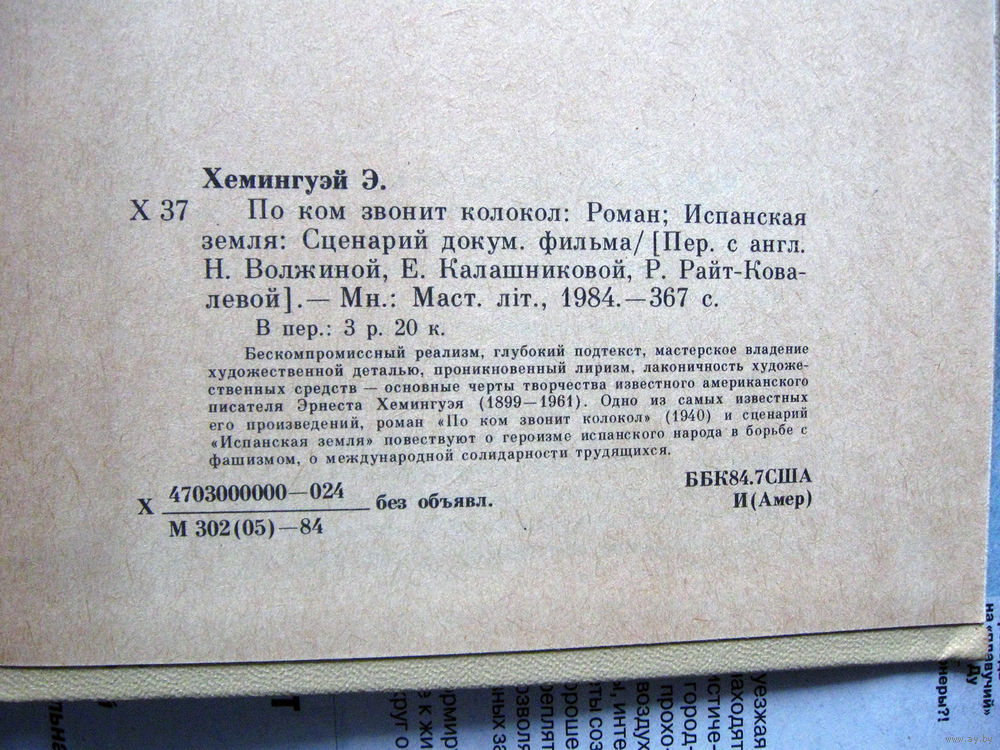 Хемингуэй Э.
Х 37 По ком звонит колокол: Роман; Испанская
земля: Сценарий докум. фильма/[Пер. с англ.
Н. Волжиной, Е. Калашниковой, Р. Райт-Кова-
левой].— Мн.: Маст. літ., 1984.—367 с.
В пер.: 3 р. 20 к.
Бескомпромиссный реализм, глубокий подтекст, мастерское владение
художественной деталью, проникновенный лиризм, лаконичность художе-
ственных средств — основные черты творчества известного американского
писателя Эрнеста Хемингуэя (1899—1961). Одно из самых известных
его произведений, роман «По ком звонит колокол» (1940) и сценарий
«Испанская земля» повествуют о героизме испанского народа в борьбе с
фашизмом, о международной солидарности трудящихся.
Х 4703000000—024 без объявл.
М 302(05)—84
ББК84.7США
И(Амер)
www.ay.by